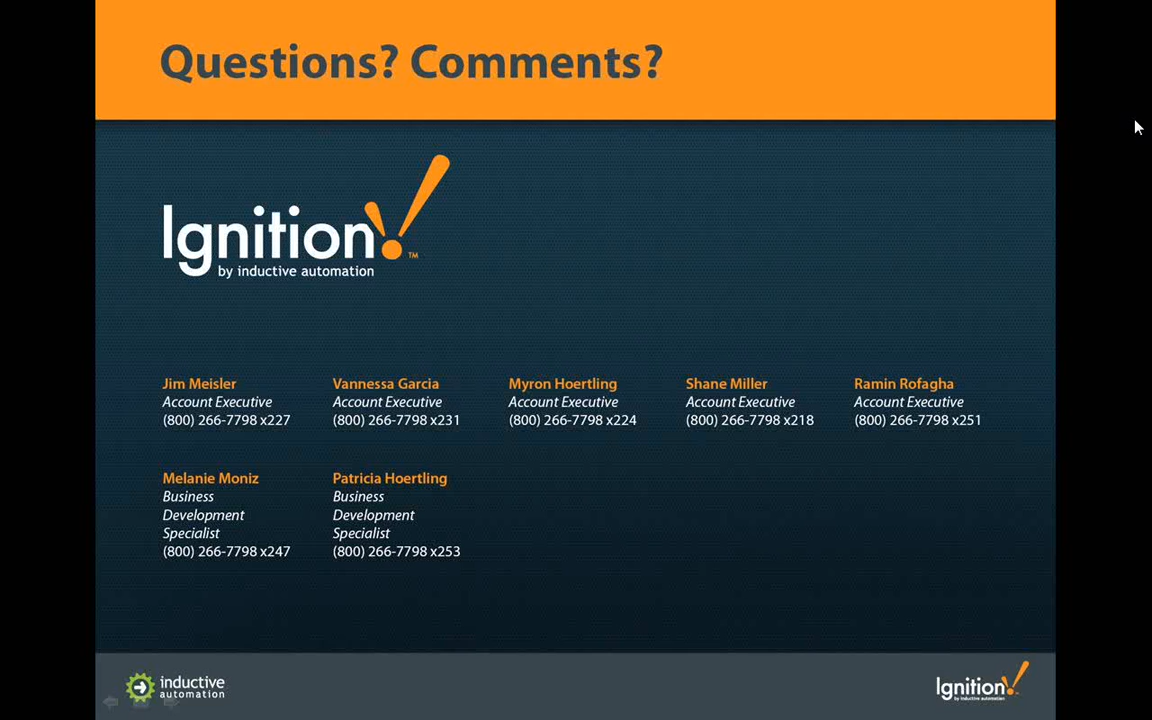 Questions? Comments?
Ignition!™
by inductive automation
Jim Meisler
Account Executive
(800) 266-7798 x227
Vannessa Garcia
Account Executive
(800) 266-7798 x231
Myron Hoertling
Account Executive
(800) 266-7798 x224
Shane Miller
Account Executive
(800) 266-7798 x218
Ramin Rofagha
Account Executive
(800) 266-7798 x251
Melanie Moniz
Business
Development
Specialist
(800) 266-7798 x247
Patricia Hoertling
Business
Development
Specialist
(800) 266-7798 x253
inductive
automation
Ignition!
by inductive automation